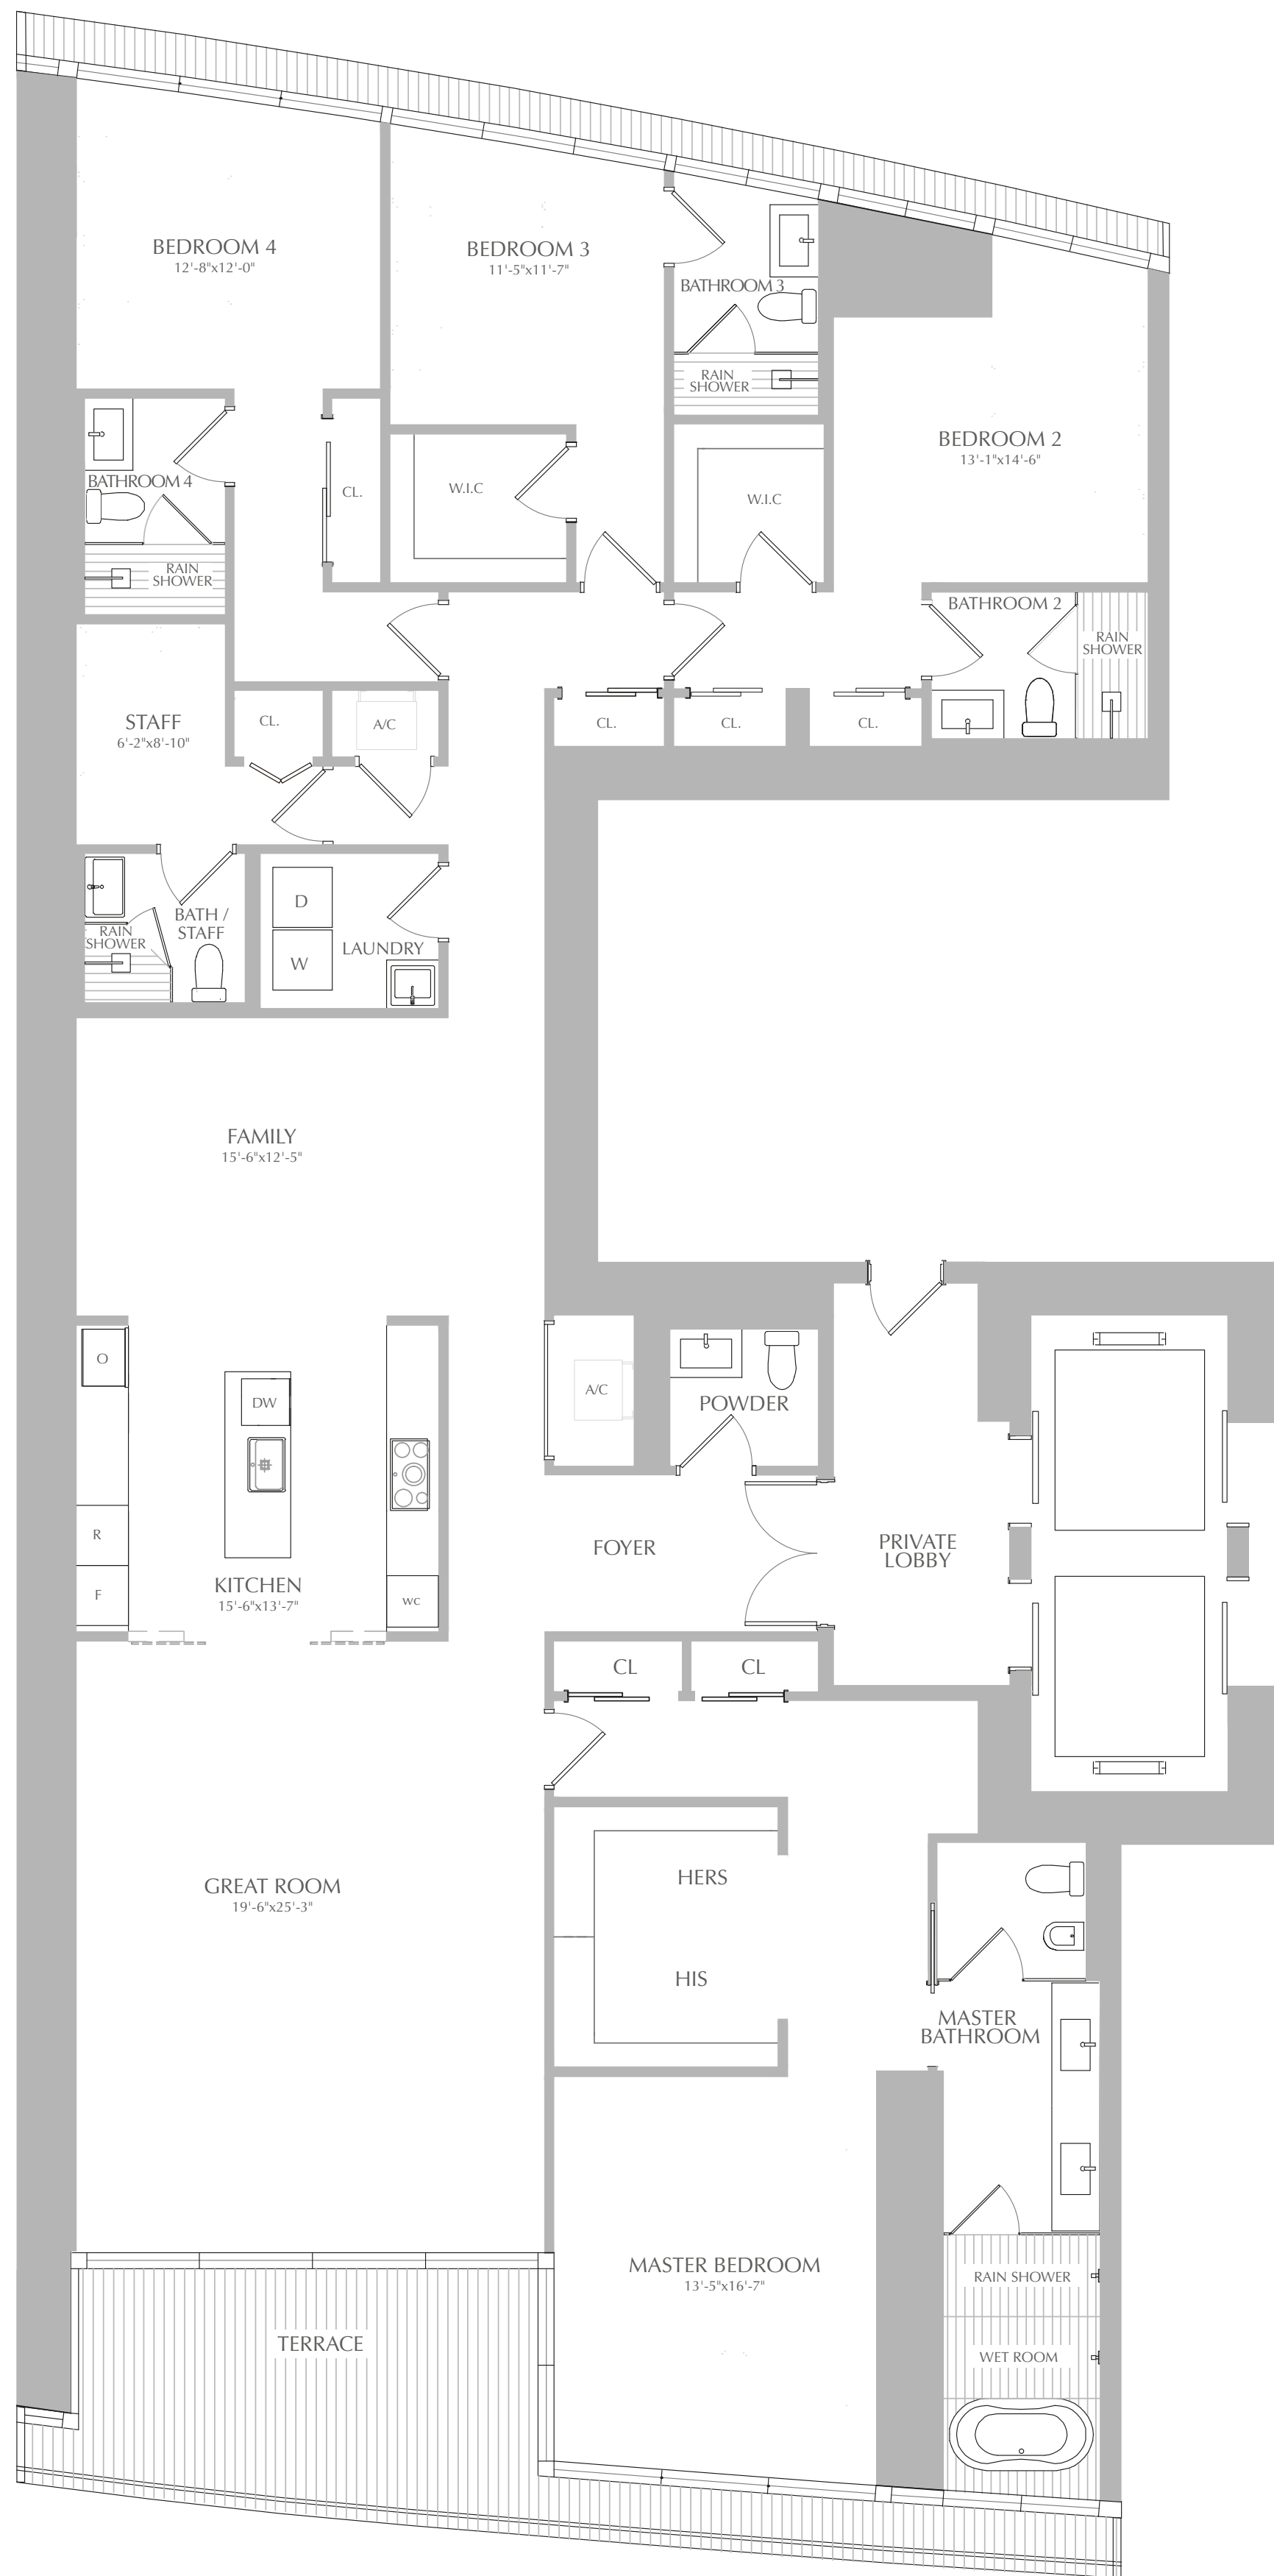 BEDROOM 4
12'-8"x12'-0"
BEDROOM 3
11'-5"x11'-7"
BATHROOM 3
RAIN
SHOWER
BEDROOM 2
13'-1"x14'-6"
BATHROOM 4
RAIN
SHOWER
CL.
W.I.C
W.I.C
BATHROOM 2
RAIN
SHOWER
STAFF
6'-2"x8'-10"
CL.
A/C
CL.
CL.
CL.
BATH /
STAFF
RAIN
SHOWER
D
W
LAUNDRY
FAMILY
15'-6"x12'-5"
O
DW
A/C
POWDER
R
F
KITCHEN
15'-6"x13'-7"
WC
FOYER
PRIVATE
LOBBY
CL
CL
GREAT ROOM
19'-6"x25'-3"
HERS
HIS
MASTER
BATHROOM
MASTER BEDROOM
13'-5"x16'-7"
RAIN SHOWER
WET ROOM
TERRACE